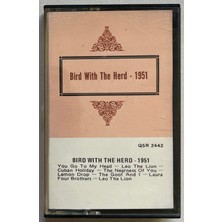 Bird With The Herd - 1951
QSR 2442
BIRD WITH THE HERD - 1951
You Go To My Head — Leo The Lion —
Cuban Holiday — The Nearness Of You —
Lemon Drop — The Goof And I — Laura
Four Brothers — Leo The Lion